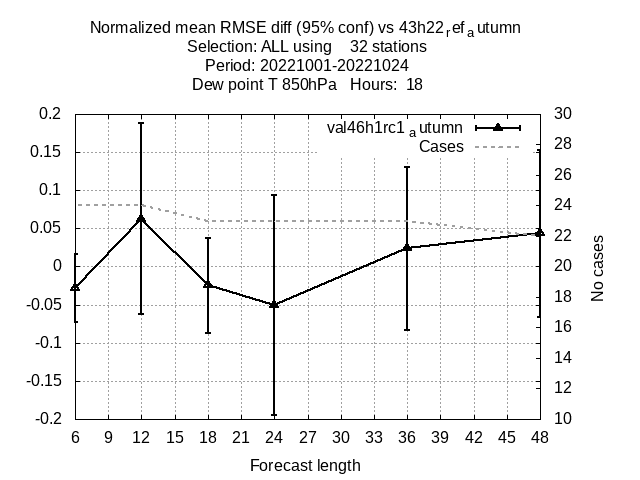 Normalized mean RMSE diff (95% conf) vs 43h22refautumn
Selection: ALL using 32 stations
Period: 20221001-20221024
Dew point T 850hPa Hours: 18
val46h1rc1autumn
Cases
0.2
0.15
0.1
0.05
0
-0.05
-0.1
-0.15
-0.2
30
28
26
24
22
20
18
16
14
12
10
No cases
6 9 12 15 18 21 24 27 30 33 36 39 42 45 48
Forecast length